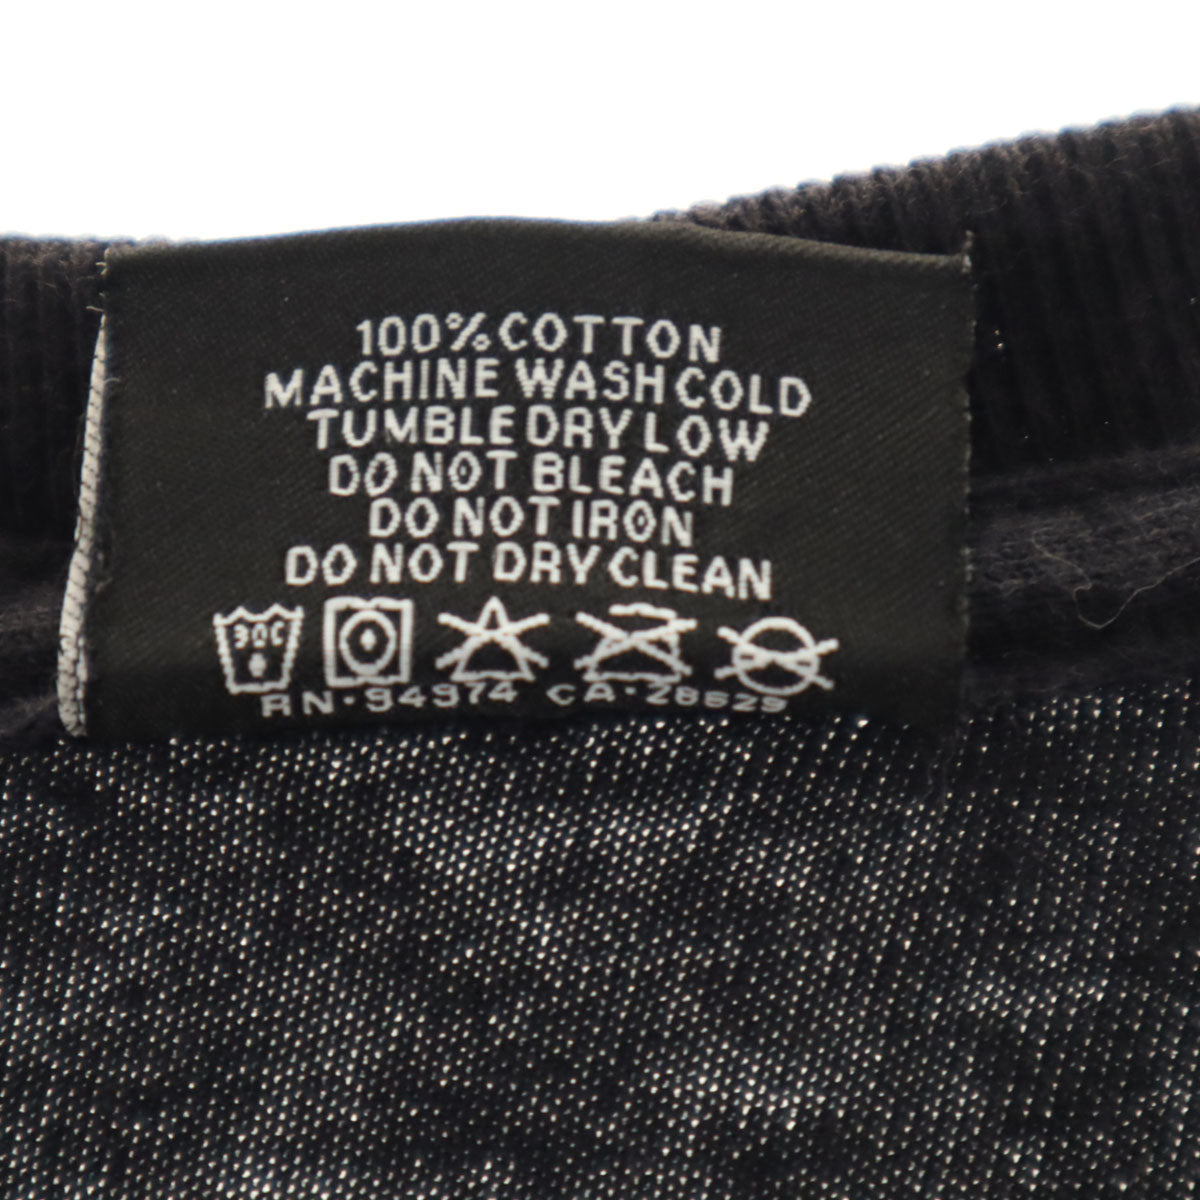 100% COTTON
MACHINE WASH COLD
TUMBLE DRY LOW
DO NOT BLEACH
DO NOT IRON
DO NOT DRY CLEAN
30C
RN·94974 CA·28629